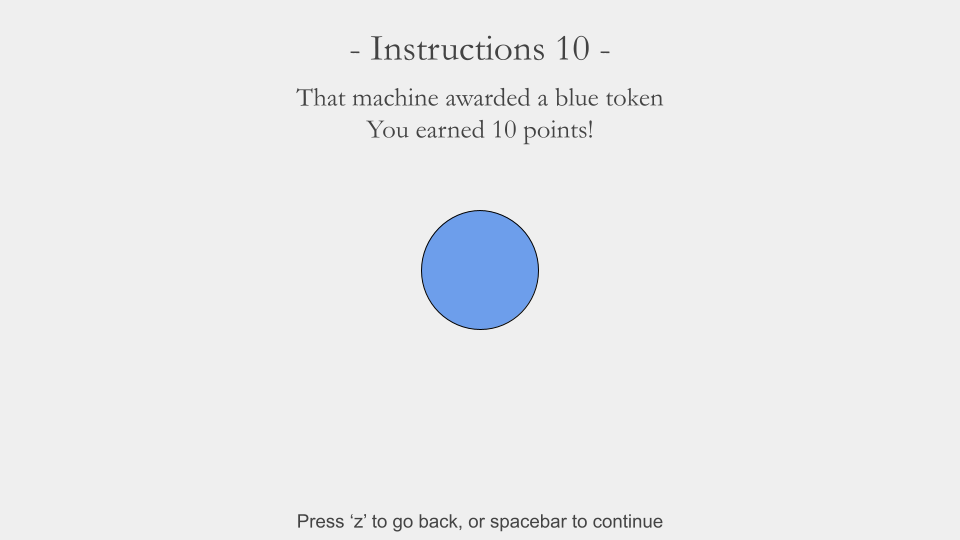 - Instructions 10 -
That machine awarded a blue token
You earned 10 points!
Press ‘z’ to go back, or spacebar to continue